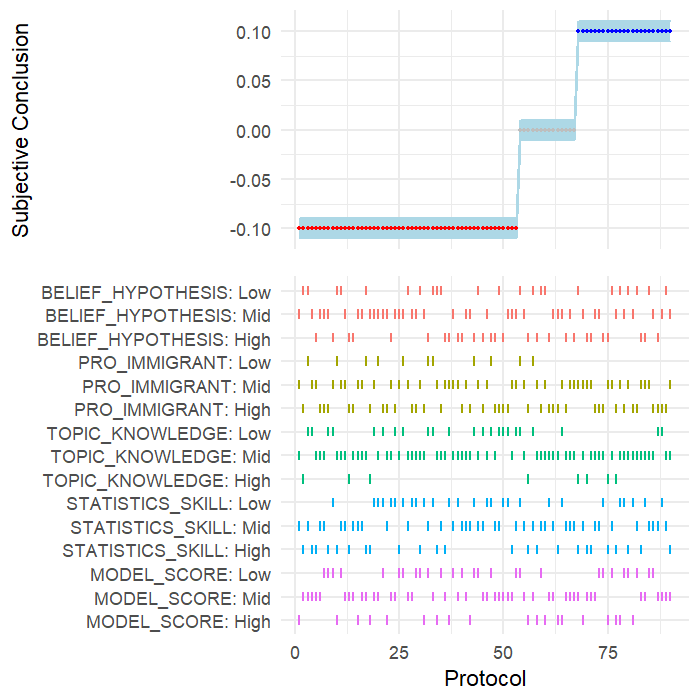 Subjective Conclusion
0.10
0.05
0.00
-0.05
-0.10
BELIEF_HYPOTHESIS: Low
BELIEF_HYPOTHESIS: Mid
BELIEF_HYPOTHESIS: High
PRO_IMMIGRANT: Low
PRO_IMMIGRANT: Mid
PRO_IMMIGRANT: High
TOPIC_KNOWLEDGE: Low
TOPIC_KNOWLEDGE: Mid
TOPIC_KNOWLEDGE: High
STATISTICS_SKILL: Low
STATISTICS_SKILL: Mid
STATISTICS_SKILL: High
MODEL_SCORE: Low
MODEL_SCORE: Mid
MODEL_SCORE: High
0 25 50 75
Protocol